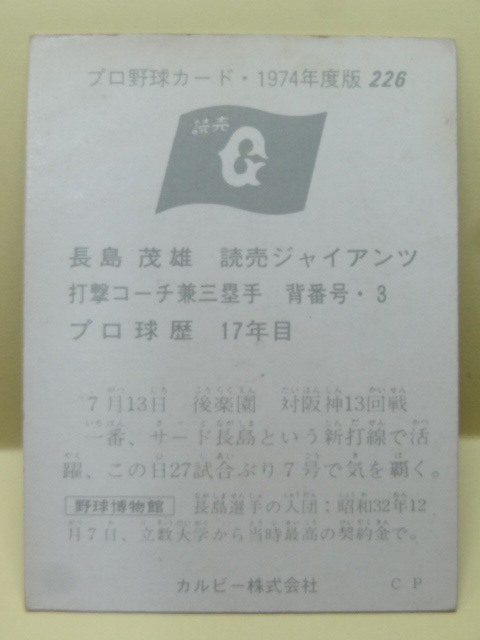 プロ野球カード・1974年度版 226
読売
G
長島 茂雄 読売ジャイアンツ
打撃コーチ兼三塁手 背番号・3
プロ球歴 17年目
7月13日 後楽園 対阪神13回戦
一番、サード長島という新打線で活
躍、この日27試合ぶり7号で気を覇く。
野球博物館 長島選手の入団:昭和32年12
月7日、立教大学から当時最高の契約金で。
カルビー株式会社 C P